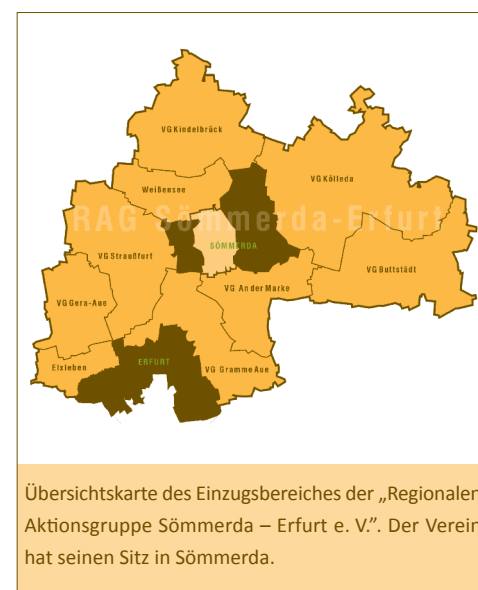 VG Kindelbrück
VG Kölleda
Weißensee
RAG Sömmerda-Erfurt
SÖMMERDA
VG Straußfurt
VG Buttstädt
VG An der Marke
VG Gera-Aue
Elxleben
ERFURT
VG Gramme Aue
Übersichtskarte des Einzugsbereiches der „Regionalen
Aktionsgruppe Sömmerda – Erfurt e. V.”. Der Verein
hat seinen Sitz in Sömmerda.